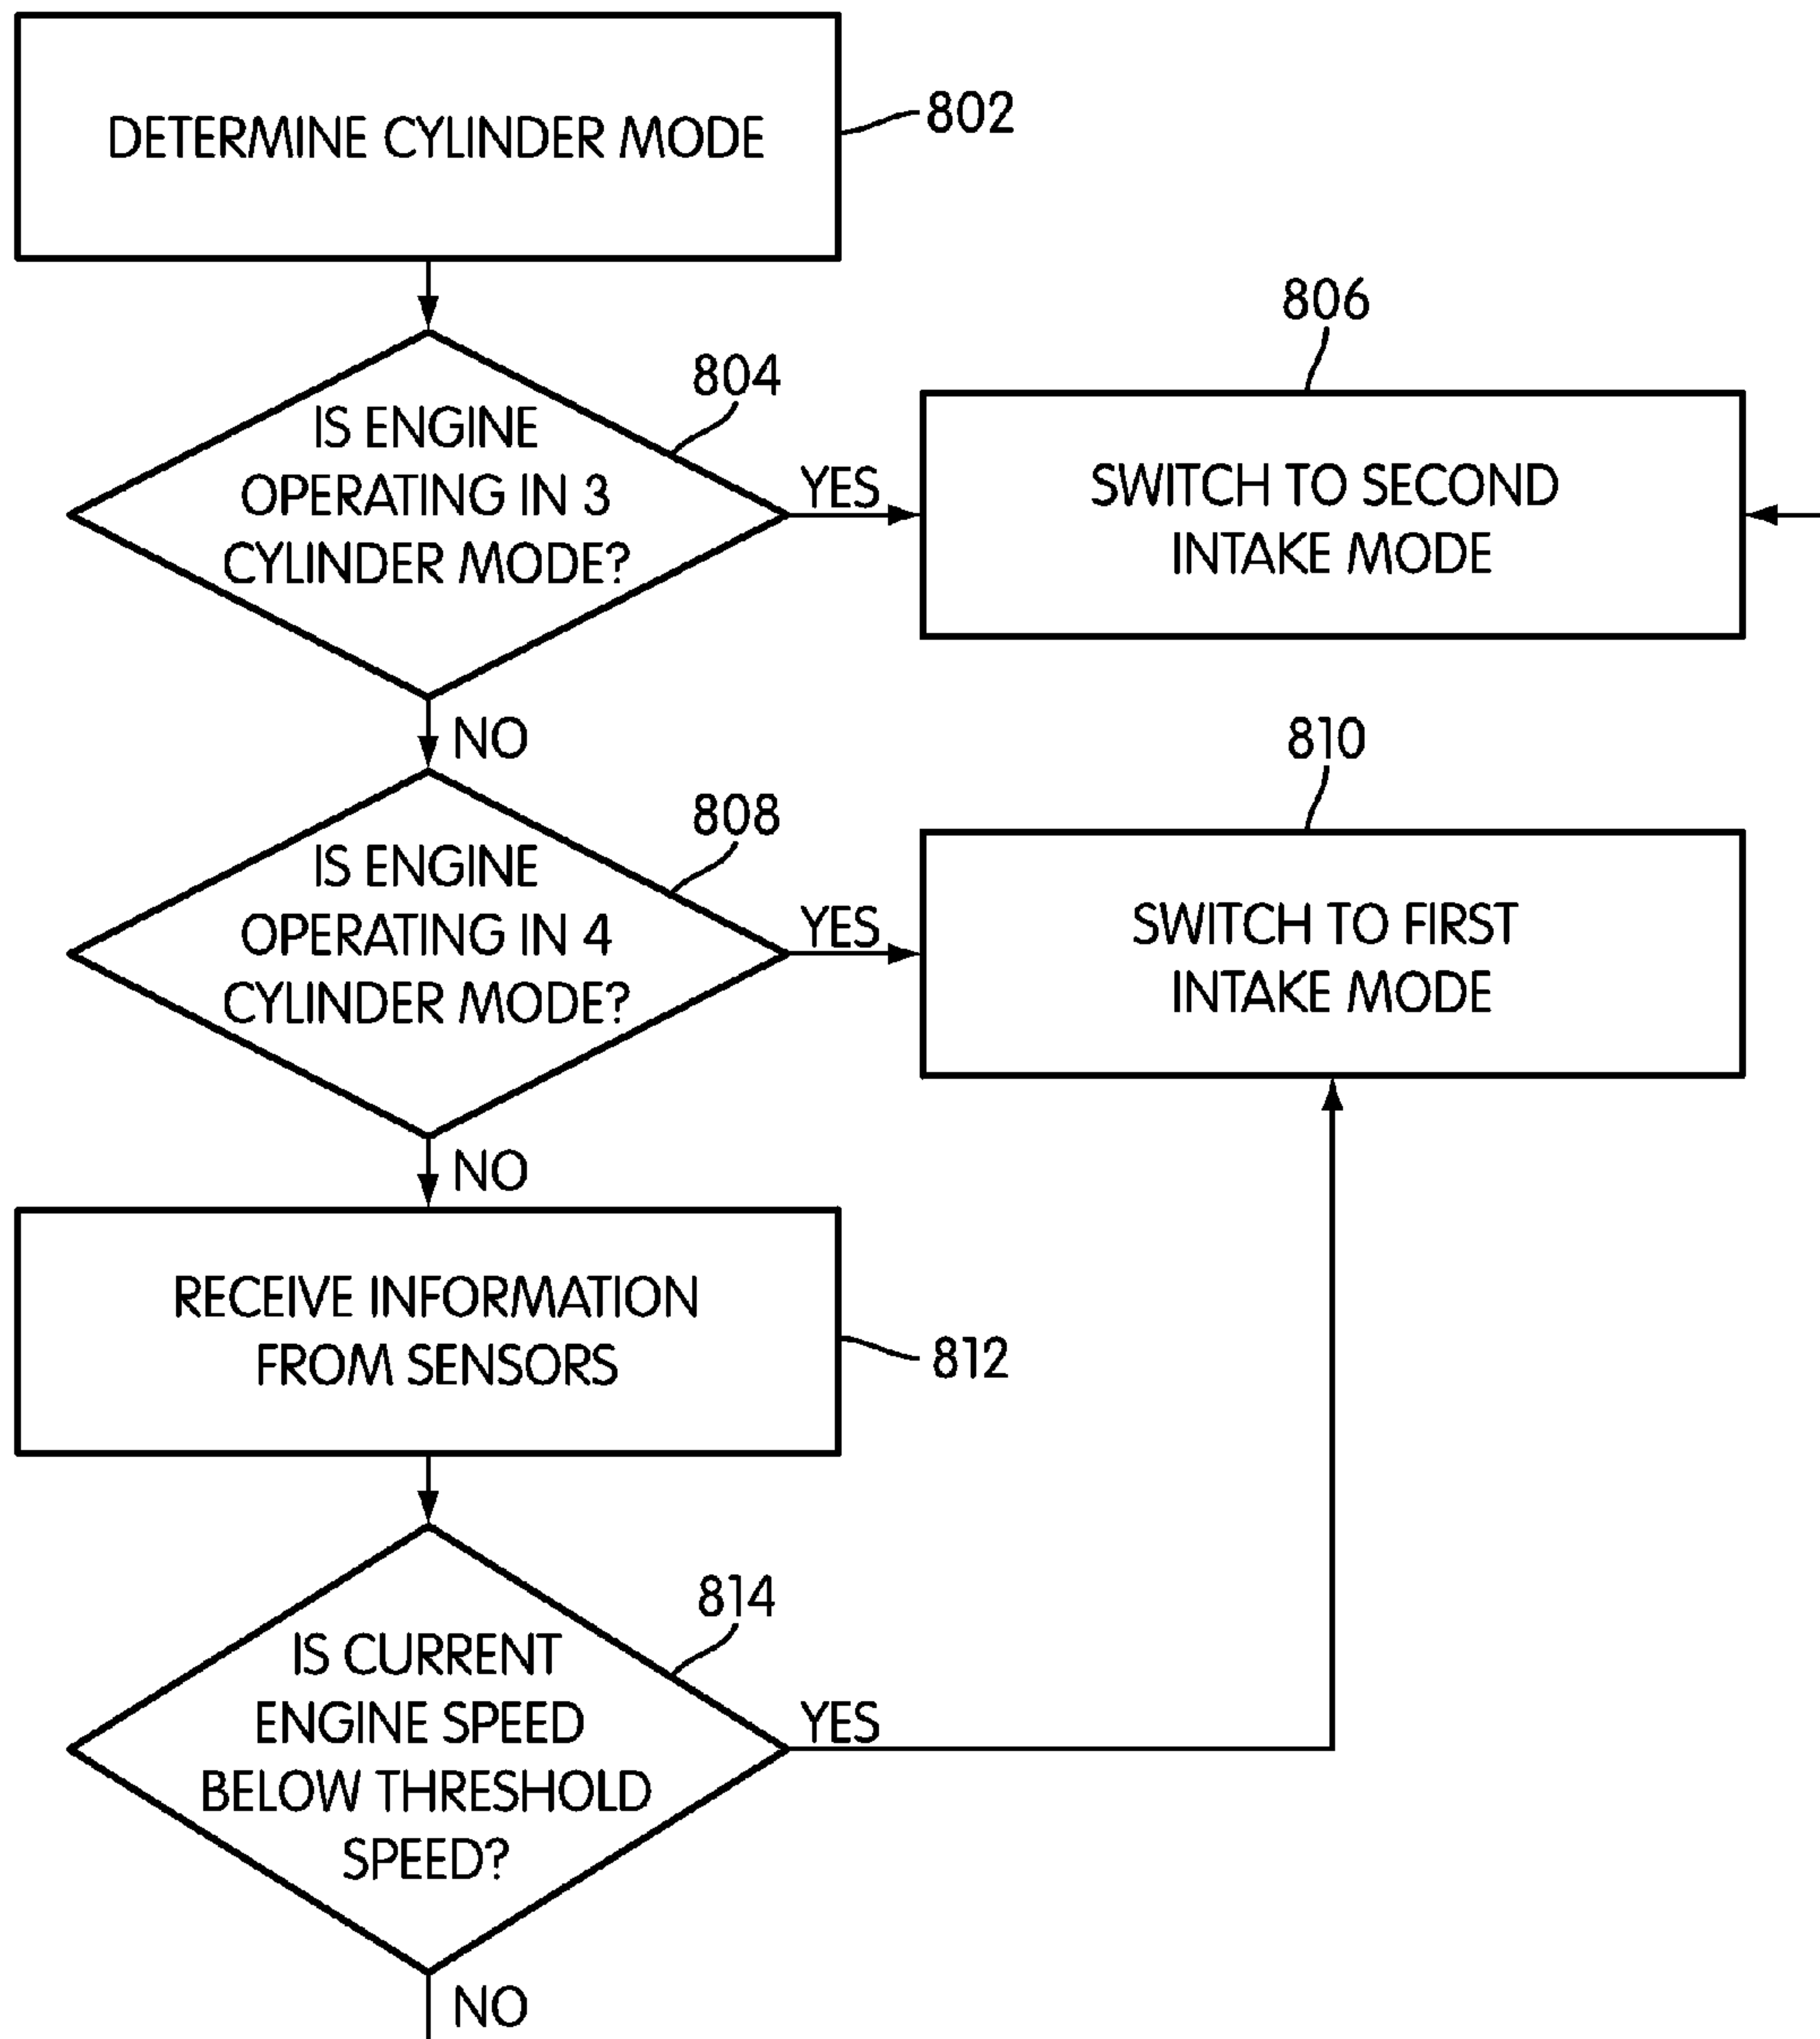 DETERMINE CYLINDER MODE
802
804
IS ENGINE
OPERATING IN 3
CYLINDER MODE?
YES
806
SWITCH TO SECOND
INTAKE MODE
NO
808
IS ENGINE
OPERATING IN 4
CYLINDER MODE?
YES
810
SWITCH TO FIRST
INTAKE MODE
NO
RECEIVE INFORMATION
FROM SENSORS
812
814
IS CURRENT
ENGINE SPEED
BELOW THRESHOLD
SPEED?
YES
NO